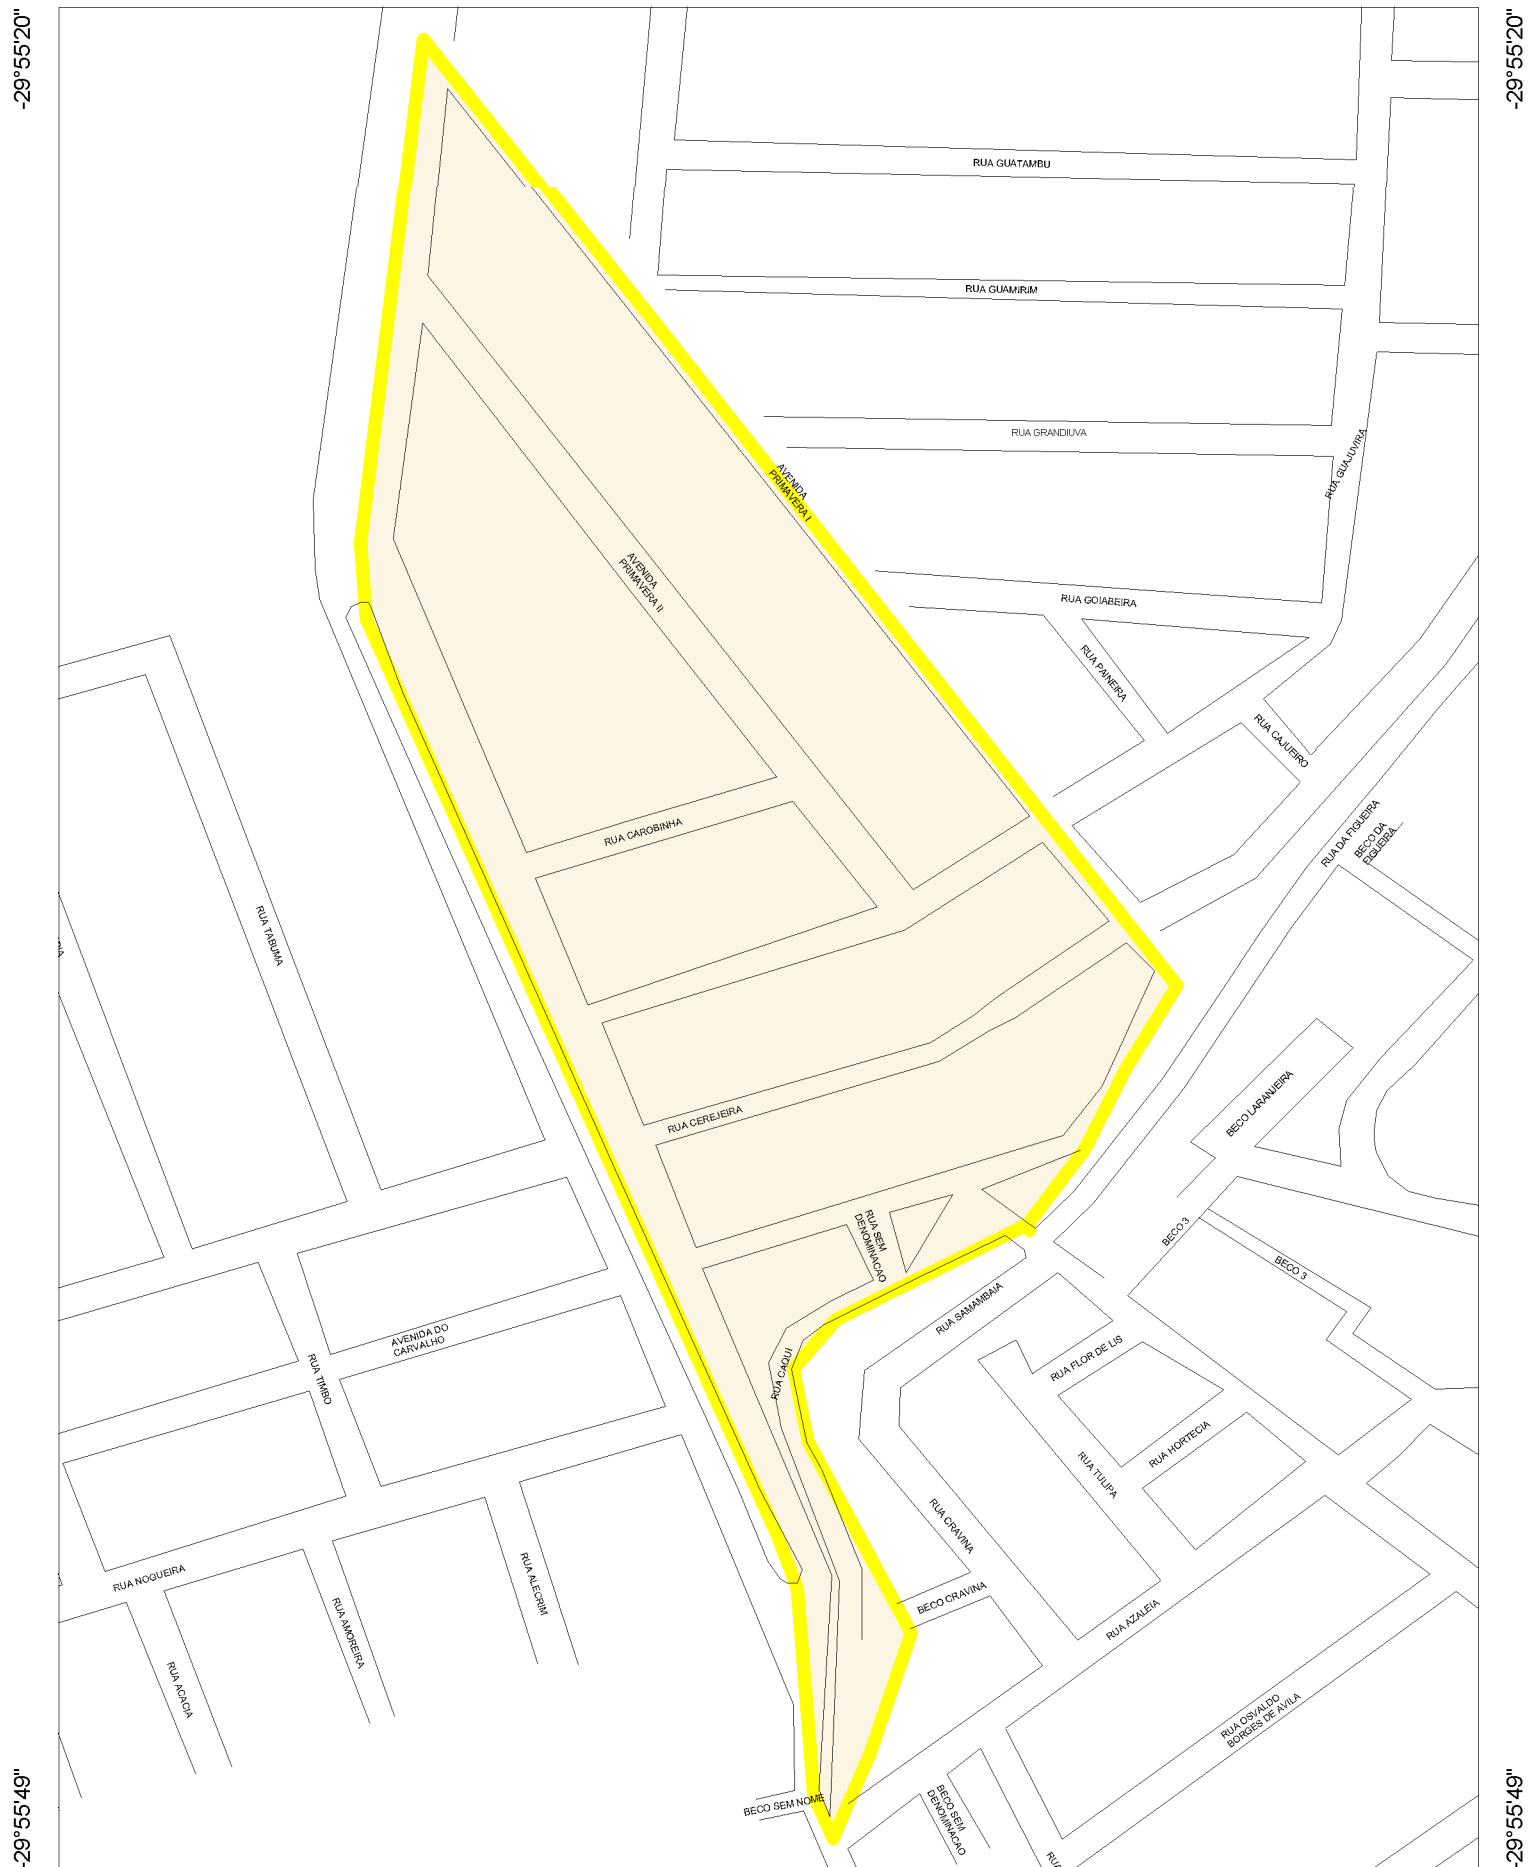 -29°55'20"
-29°55'20"
RUA GUATAMBU
RUA GUAMIRIM
RUA GRANDIUVA
RUA GUAJUVIRA
AVENIDA
PRIMAVERA I
AVENIDA
PRIMAVERA II
RUA GOIABEIRA
RUA PAINEIRA
RUA CAJUEIRO
RUA CAROBINHA
RUA DA FIGUEIRA
BECO DA
FIGUEIRA
RUA TABUMA
RUA CEREJEIRA
BECO LARANJEIRA
RUA SEM
DENOMINACAO
BECO 3
BECO 3
RUA SAMAMBAIA
AVENIDA DO
CARVALHO
RUA TIMBO
RUA CAQUI
RUA FLOR DE LIS
RUA HORTECIA
RUA TULIPA
RUA CRAVINA
RUA NOGUEIRA
RUA ALECRIM
BECO CRAVINA
RUA AMOREIRA
RUA AZALEIA
RUA ACACIA
RUA OSVALDO
BORGES DE AVILA
BECO SEM NOME
BECO SEM
DENOMINACAO
RUA
-29°55'49"
-29°55'49"